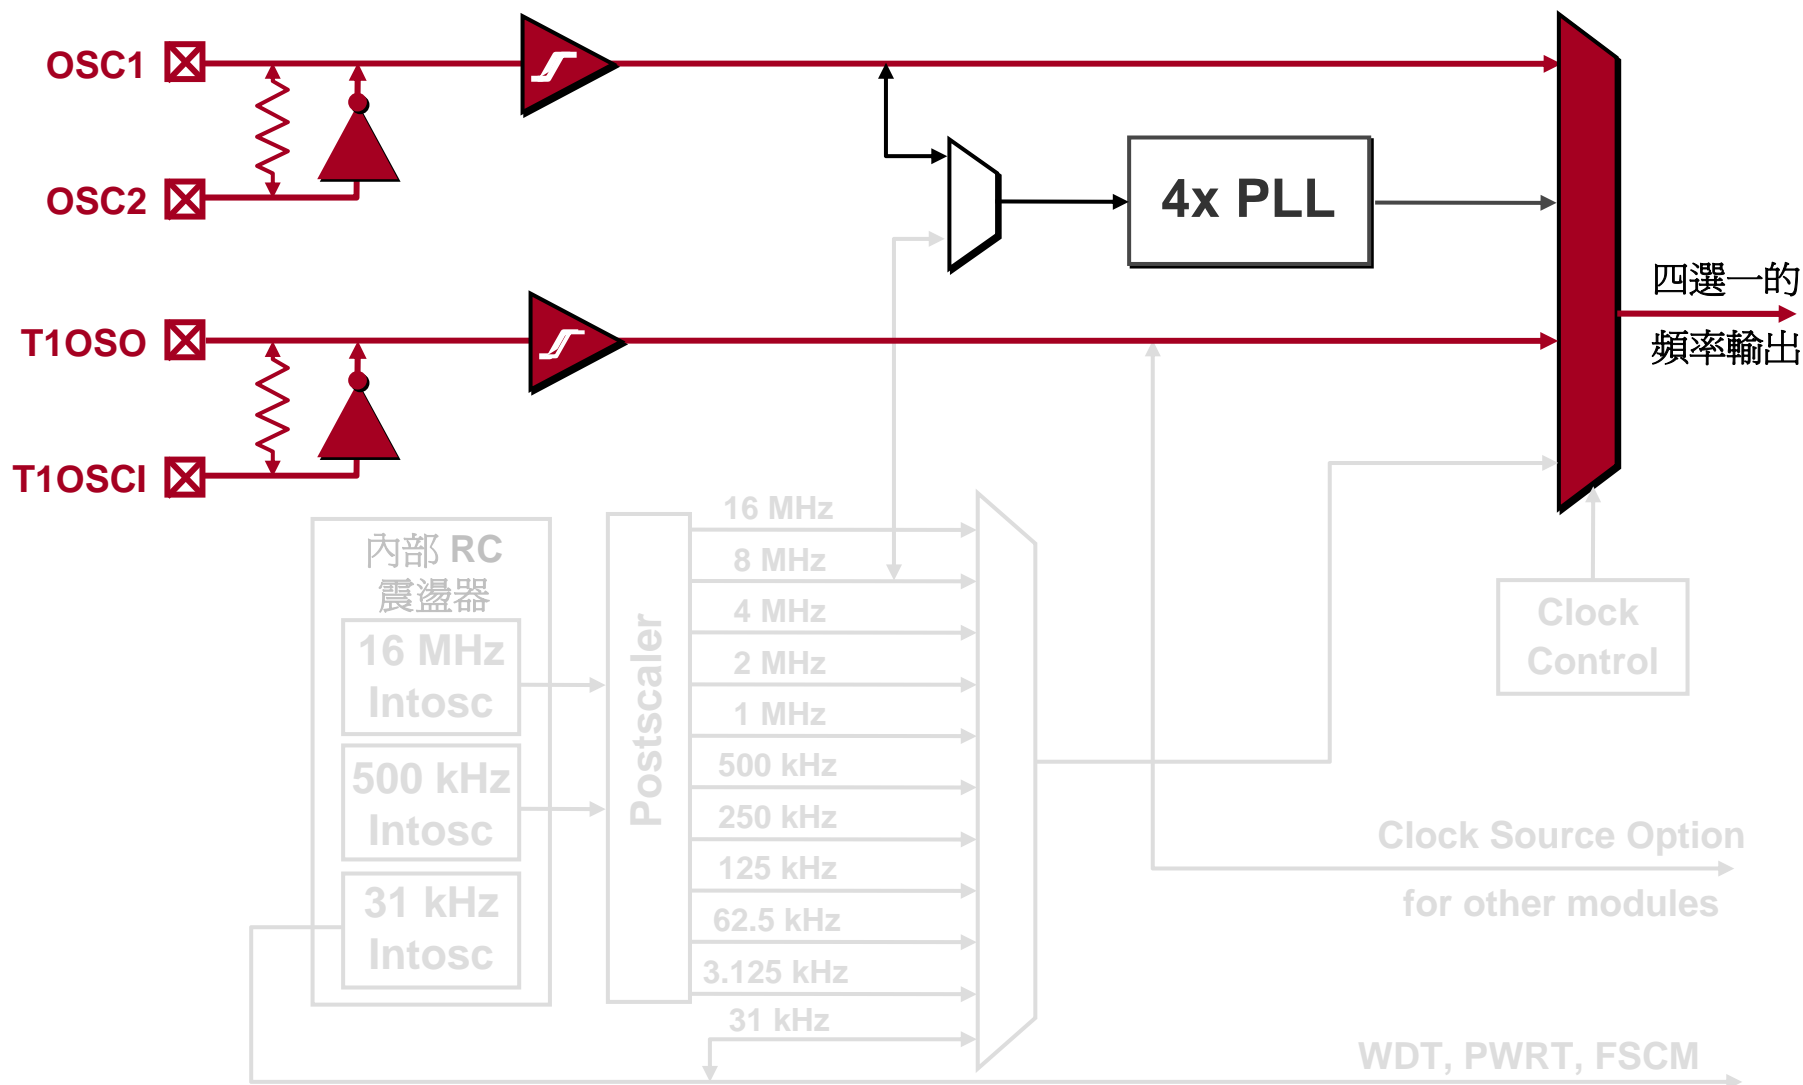 OSC1
OSC2
4x PLL
四選一的
頻率輸出
T1OSO
T1OSCI
內部 RC
震盪器
16 MHz
Intosc
500 kHz
Intosc
31 kHz
Intosc
Postscaler
16 MHz
8 MHz
4 MHz
2 MHz
1 MHz
500 kHz
250 kHz
125 kHz
62.5 kHz
3.125 kHz
31 kHz
Clock
Control
Clock Source Option
for other modules
WDT, PWRT, FSCM